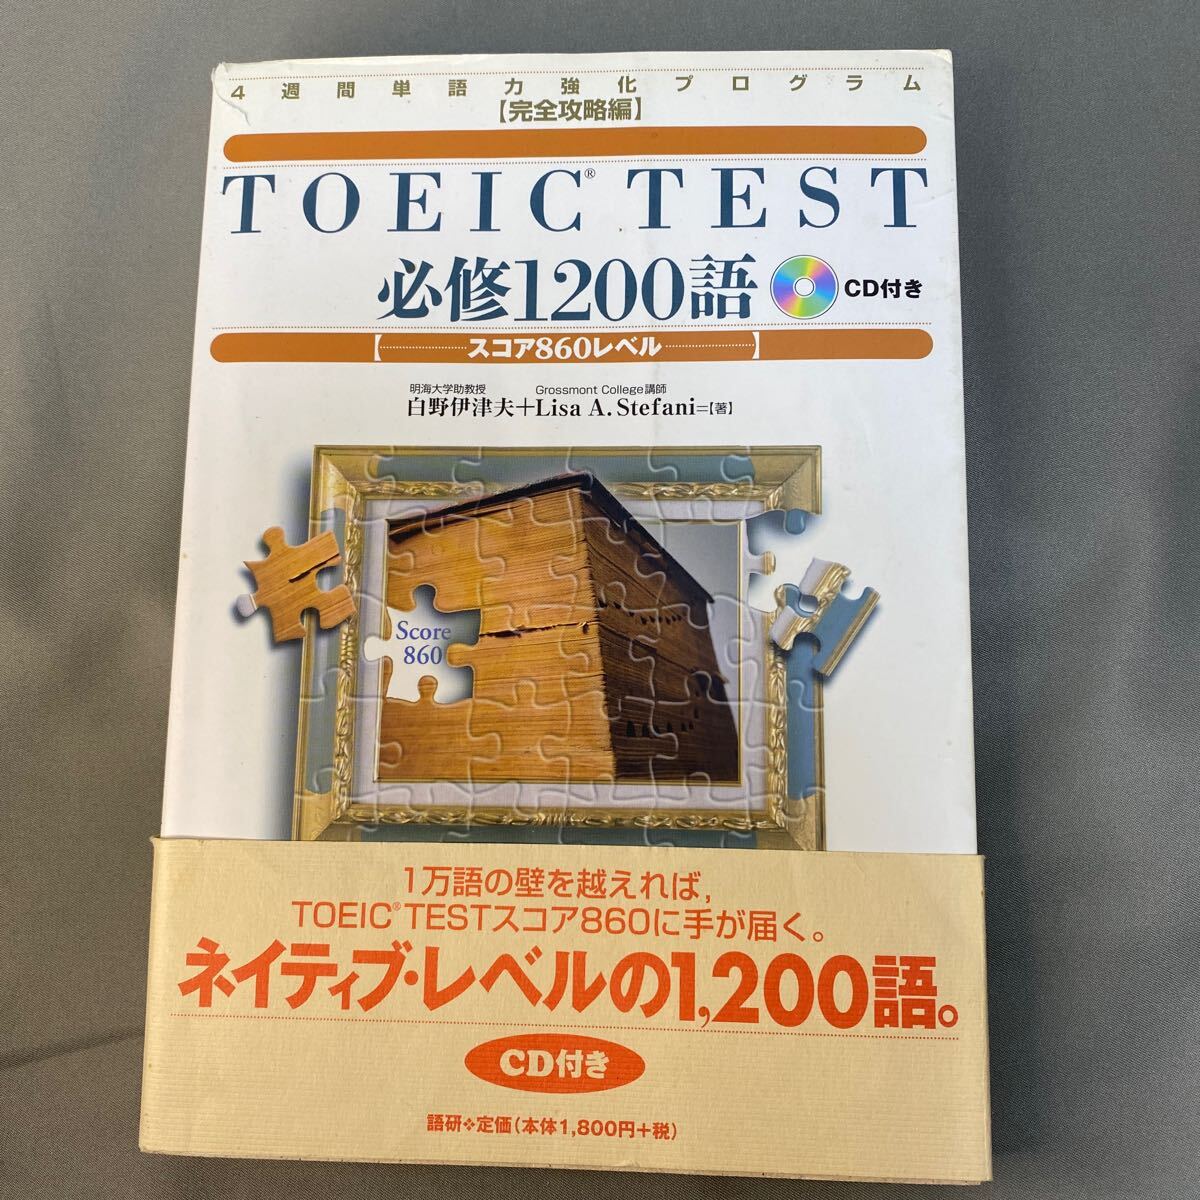 4週間単語力強化プログラム
【完全攻略編】
TOEIC® TEST
必修1200語
CD付き
【スコア860レベル】
明海大学助教授 Grossmont College講師
白野伊津夫+Lisa A. Stefani=【著】
Score
860
1万語の壁を越えれば,
TOEIC® TESTスコア860に手が届く。
ネイティブ・レベルの1,200語。
CD付き
語研❖定価(本体1,800円+税)